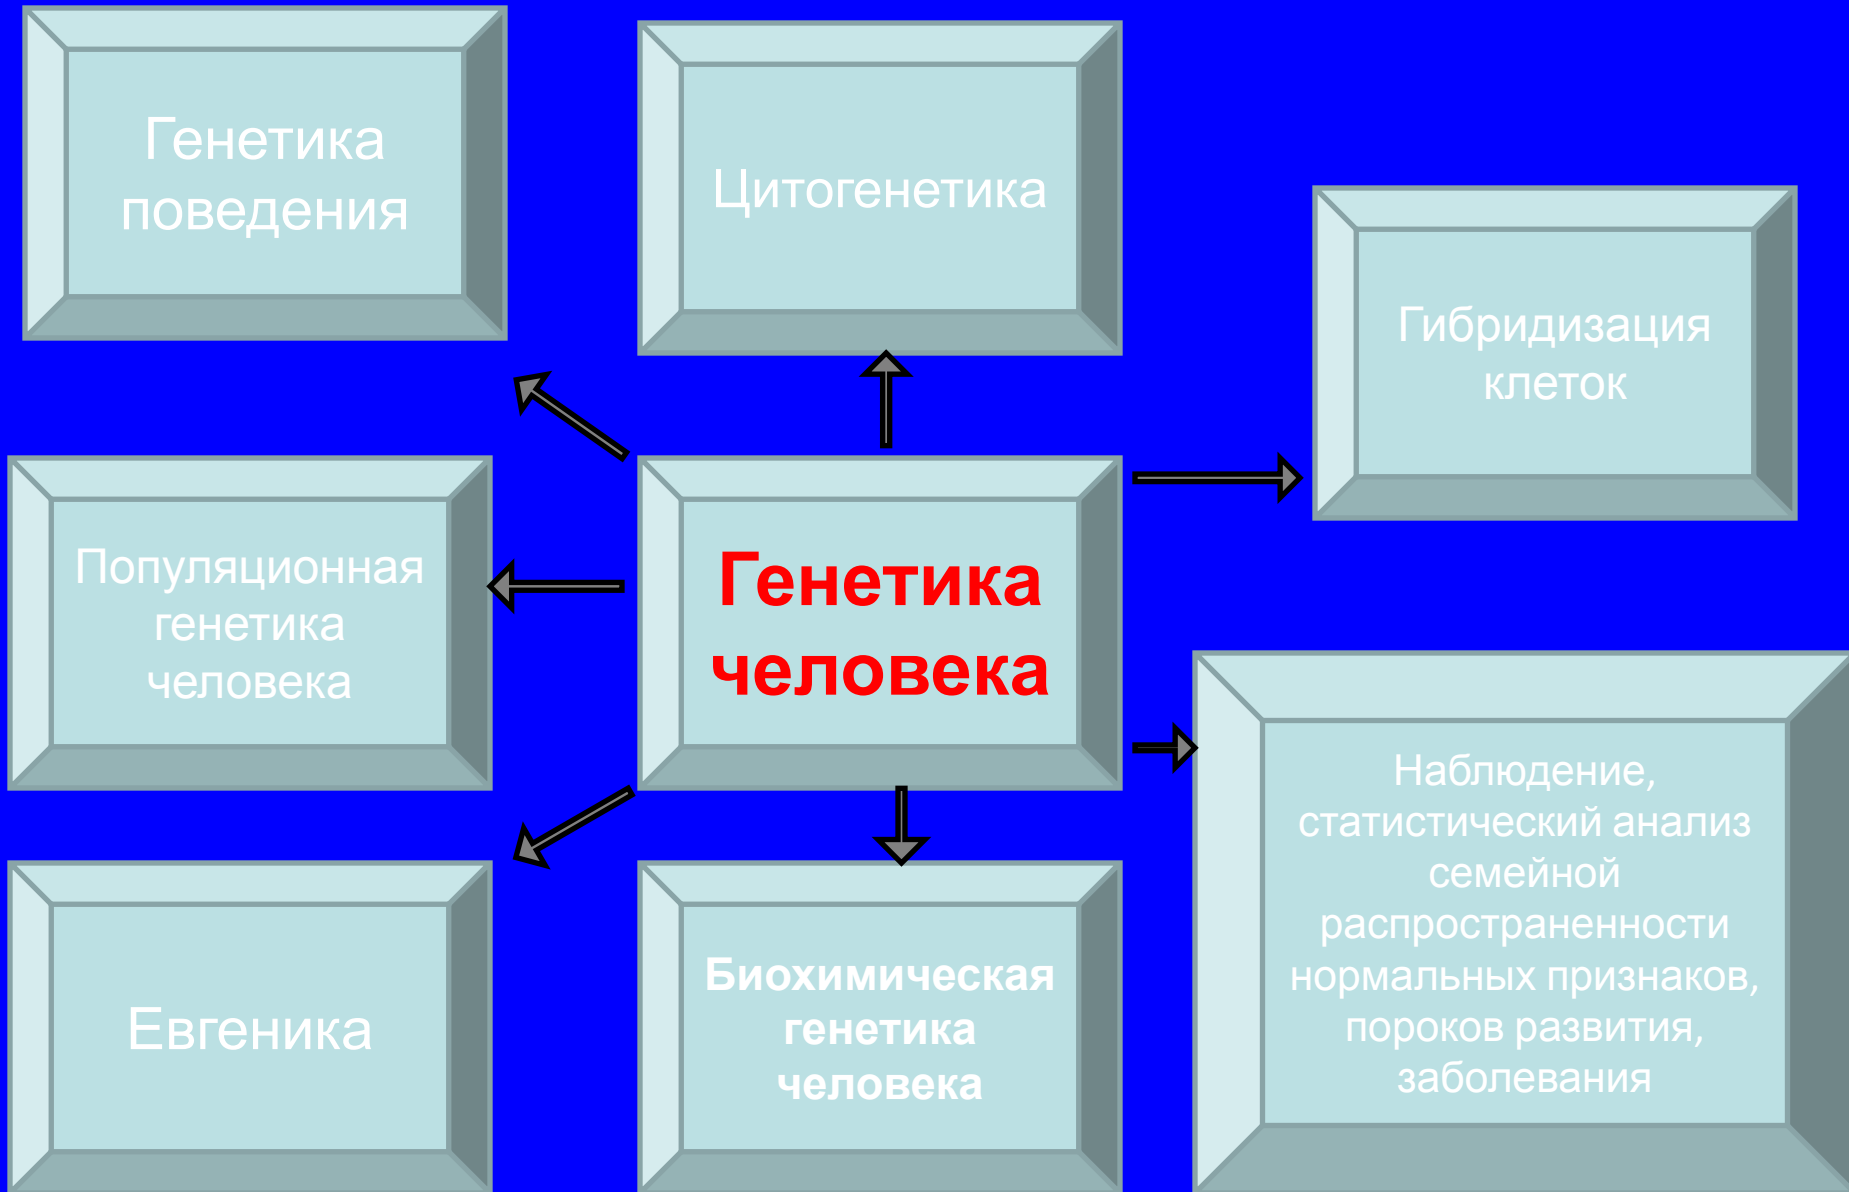 Генетика
поведения
Цитогенетика
Гибридизация
клеток
Популяционная
генетика
человека
Генетика
человека
Наблюдение,
статистический анализ
семейной
распространенности
нормальных признаков,
пороков развития,
заболевания
Евгеника
Биохимическая
генетика
человека